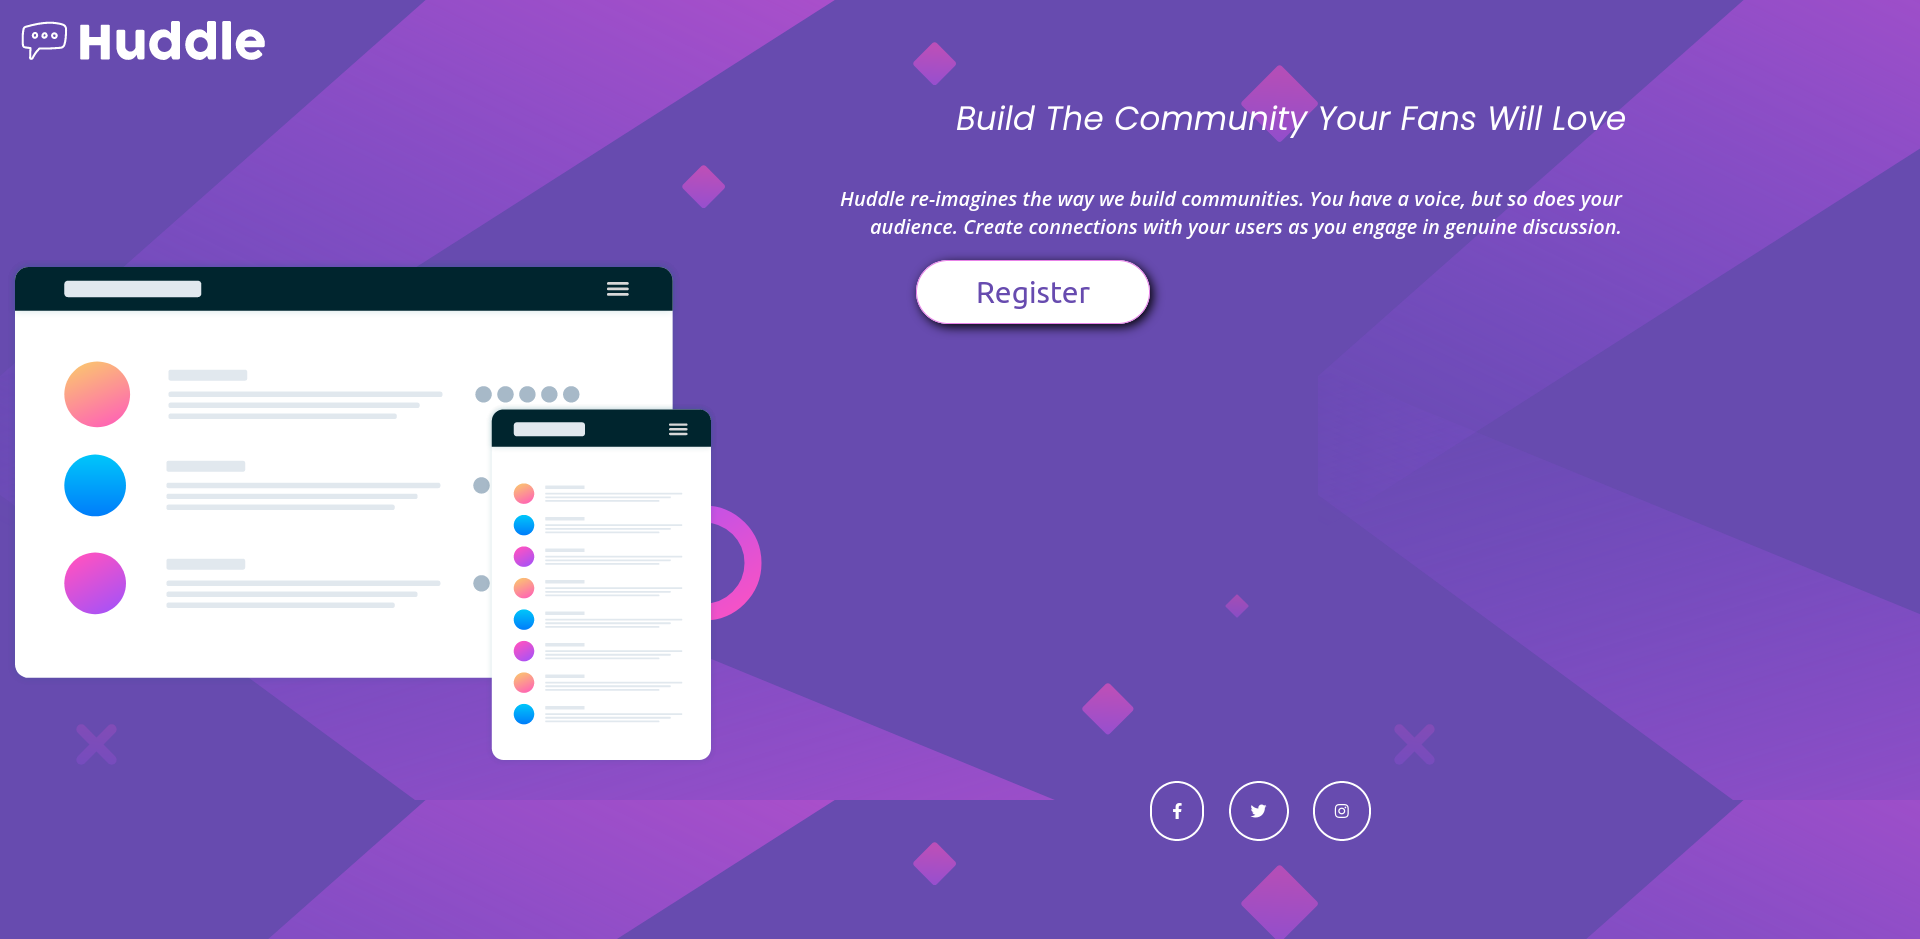 Huddle
Build The Community Your Fans Will Love
Huddle re-imagines the way we build communities. You have a voice, but so does your
audience. Create connections with your users as you engage in genuine discussion.
Register